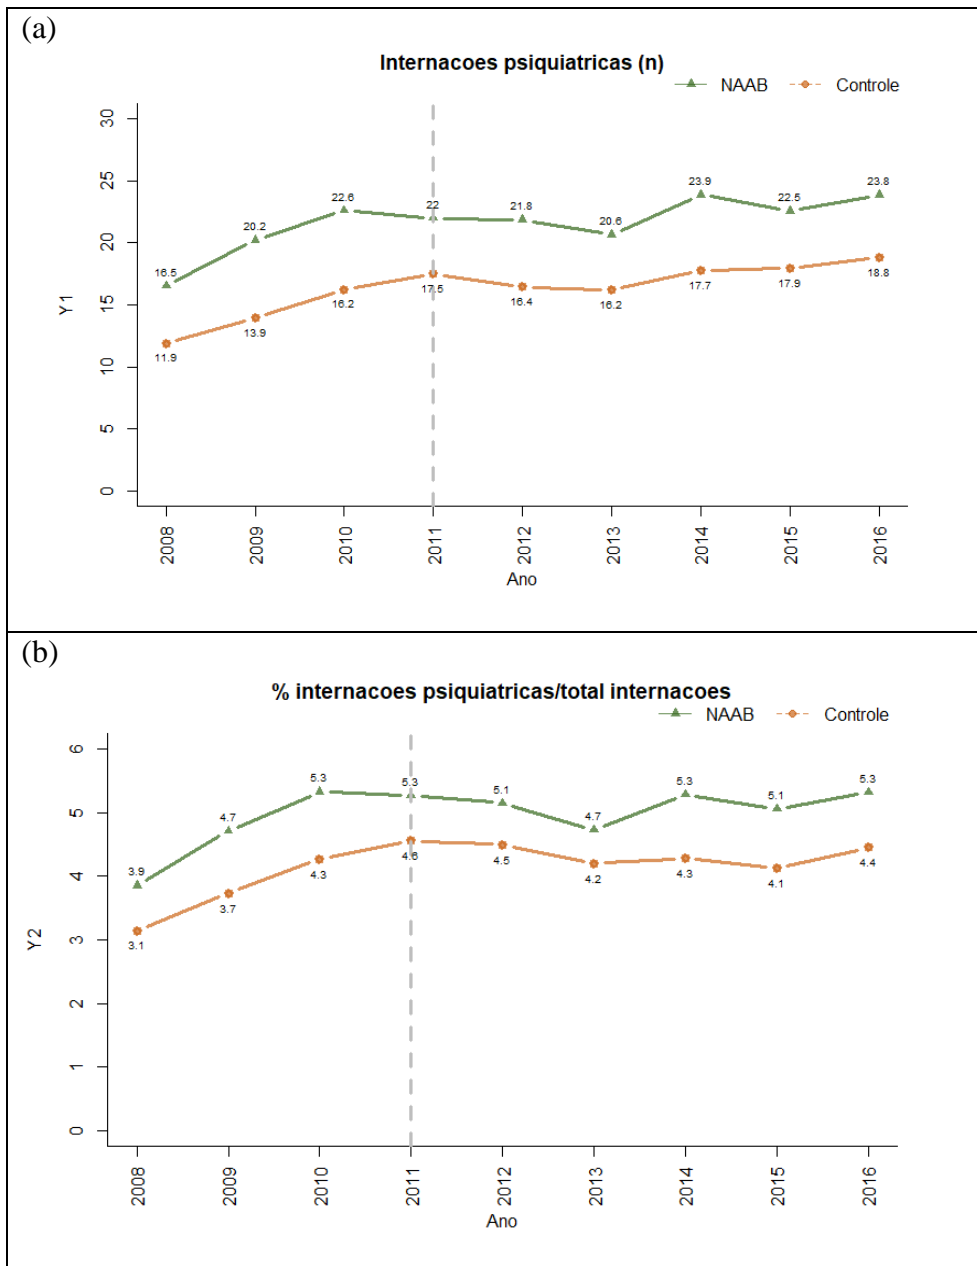 (a)
Internacoes psiquiatricas (n)
NAAB Controle
30
25
20
15
10
5
0
Y1
16.5 20.2 22.6 22 21.8 20.6 23.9 22.5 23.8
11.9 13.9 16.2 17.5 16.4 16.2 17.7 17.9 18.8
2008 2009 2010 2011 2012 2013 2014 2015 2016
Ano
(b)
% internacoes psiquiatricas/total internacoes
NAAB Controle
6
5
4
3
2
1
0
Y2
3.9 4.7 5.3 5.3 5.1 4.7 5.3 5.1 5.3
3.1 3.7 4.3 4.6 4.5 4.2 4.3 4.1 4.4
2008 2009 2010 2011 2012 2013 2014 2015 2016
Ano